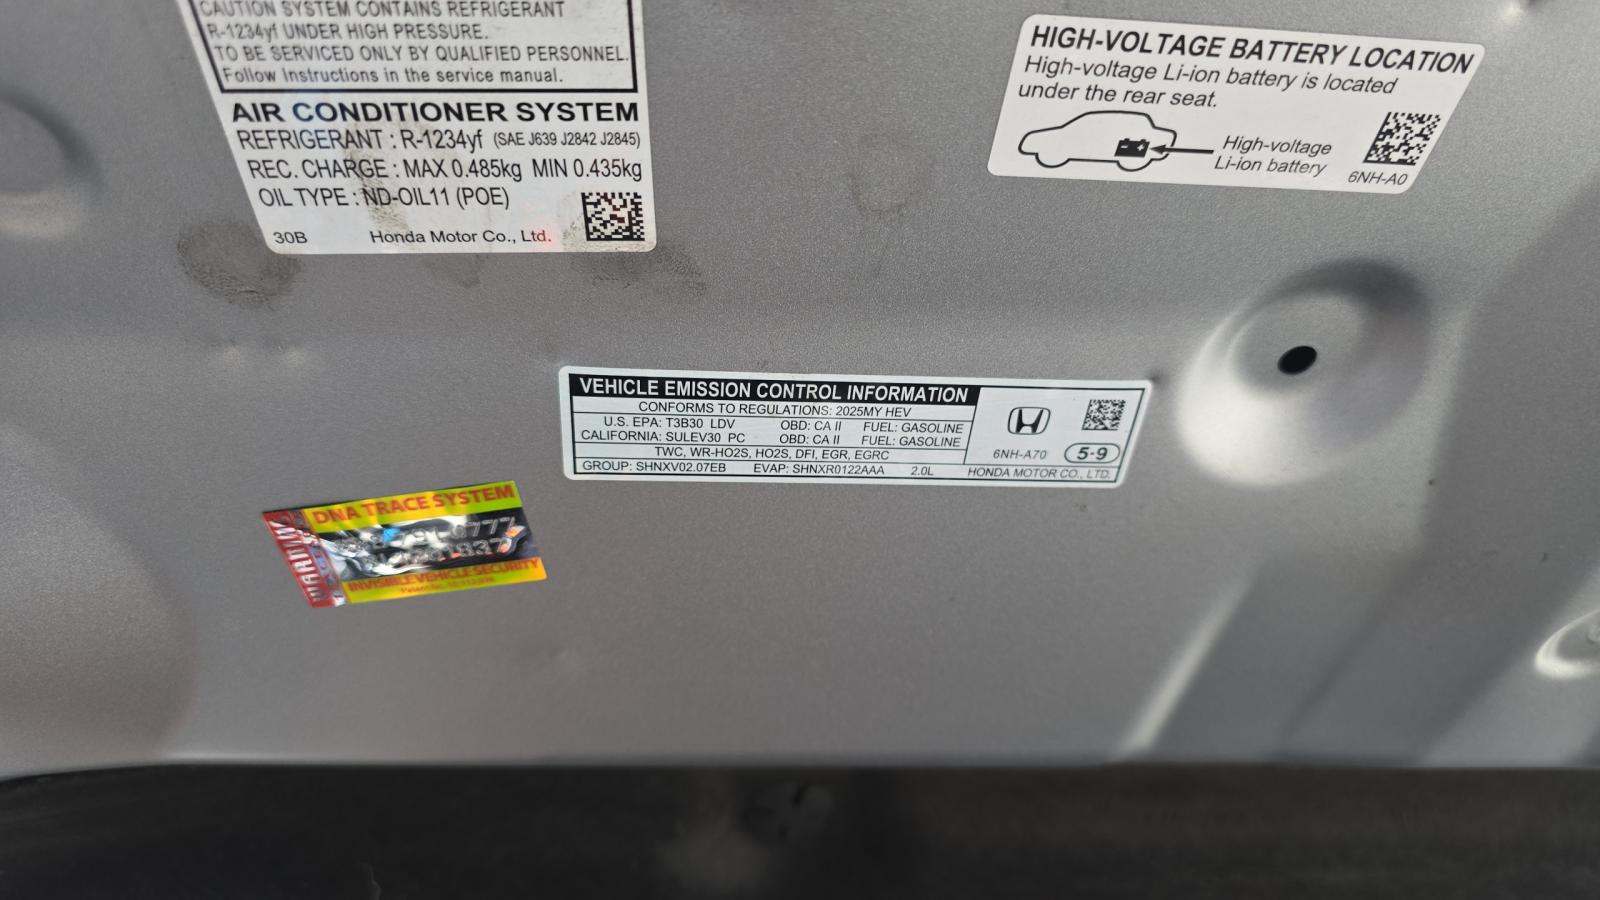 CAUTION SYSTEM CONTAINS REFRIGERANT
R-1234yf UNDER HIGH PRESSURE.
TO BE SERVICED ONLY BY QUALIFIED PERSONNEL.
Follow Instructions in the service manual.
AIR CONDITIONER SYSTEM
REFRIGERANT : R-1234yf (SAE J639 J2842 J2845)
REC. CHARGE : MAX 0.485kg MIN 0.435kg
OIL TYPE : ND-OIL11 (POE)
30B Honda Motor Co., Ltd.
HIGH-VOLTAGE BATTERY LOCATION
High-voltage Li-ion battery is located
under the rear seat.
High-voltage
Li-ion battery
6NH-A0
VEHICLE EMISSION CONTROL INFORMATION
CONFORMS TO REGULATIONS: 2025MY HEV
U.S. EPA: T3B30 LDV OBD: CA II FUEL: GASOLINE
CALIFORNIA: SULEV30 PC OBD: CA II FUEL: GASOLINE
TWC, WR-HO2S, HO2S, DFI, EGR, EGRC
GROUP: SHNXV02.07EB EVAP: SHNXR0122AAA 2.0L
6NH-A70 5-9
HONDA MOTOR CO., LTD.
WARNING
DNA TRACE SYSTEM
INVISIBLE VEHICLE SECURITY